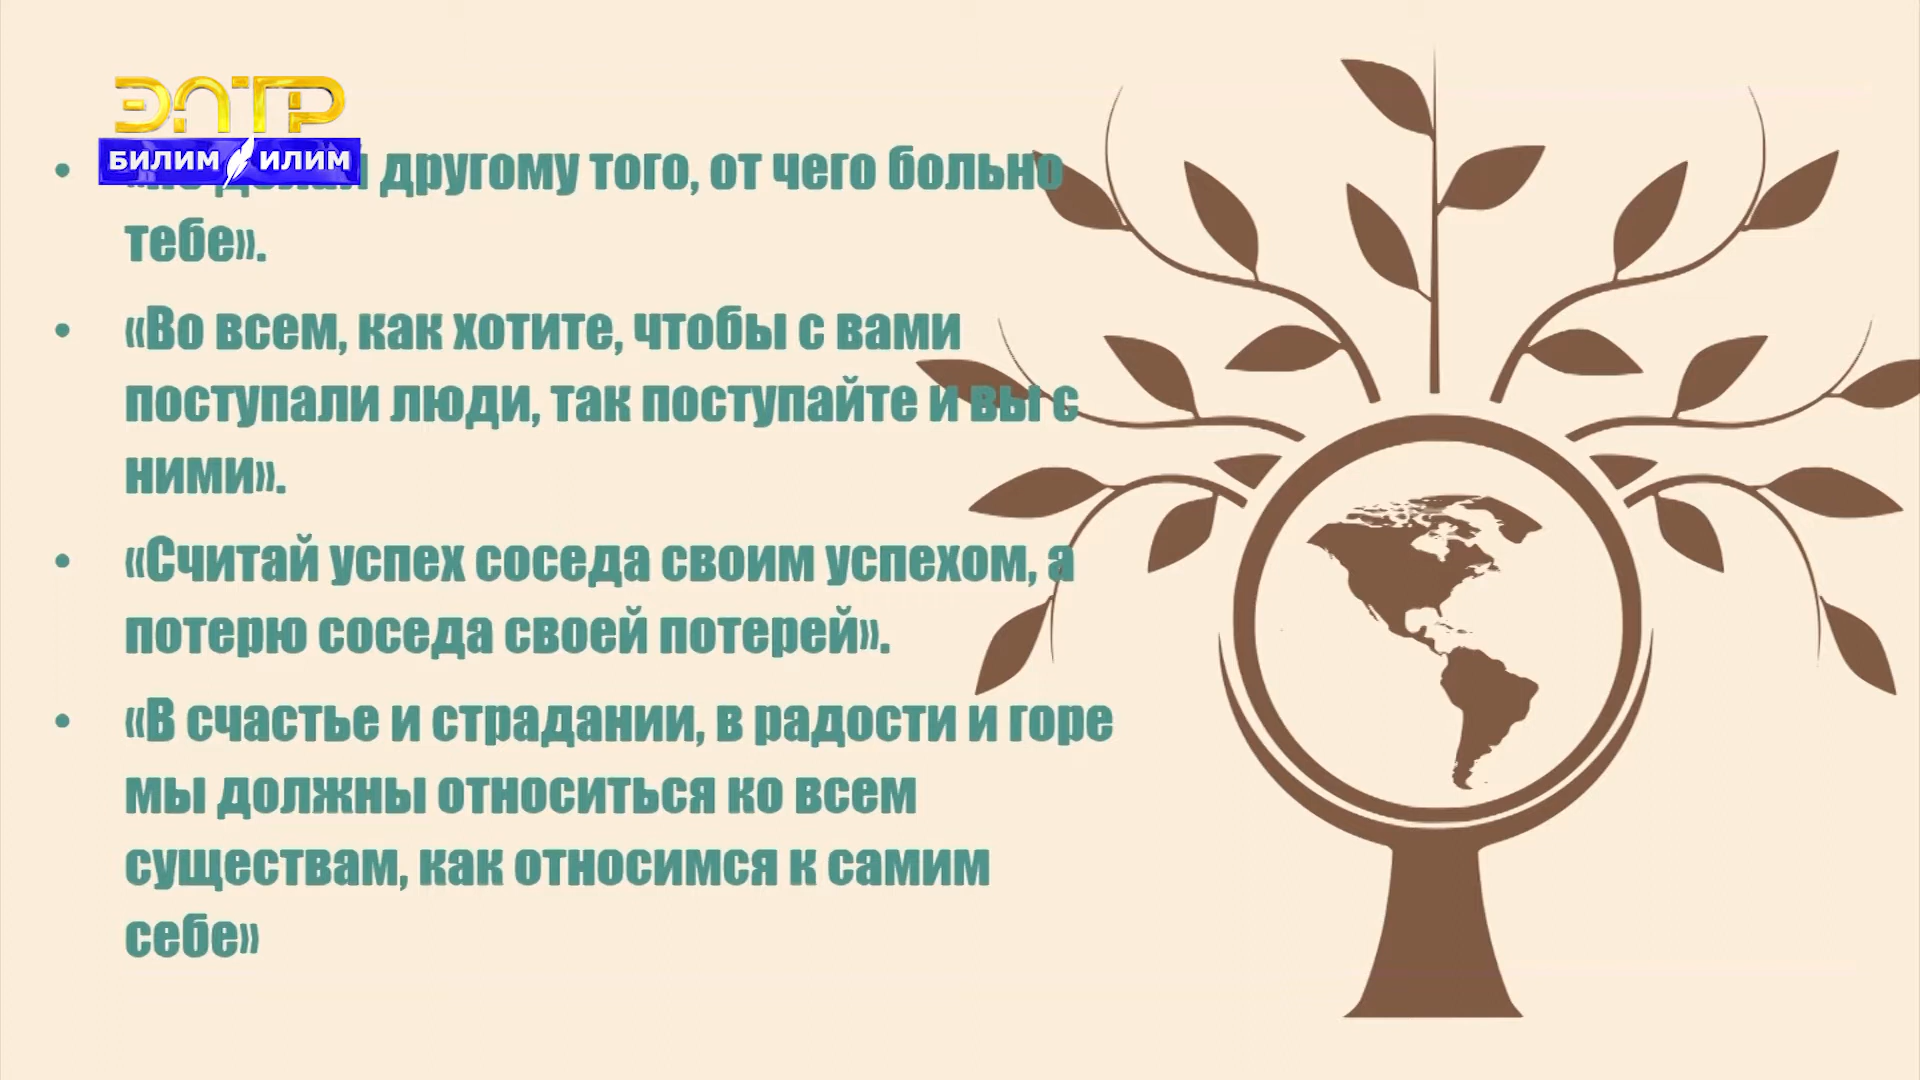 ЭЛТР
БИЛИМ ИЛИМ
• другому того, от чего больно
тебе».
• «Во всем, как хотите, чтобы с вами
поступали люди, так поступайте и вы с
ними».
• «Считай успех соседа своим успехом, а
потерю соседа своей потерей».
• «В счастье и страдании, в радости и горе
мы должны относиться ко всем
существам, как относимся к самим
себе»